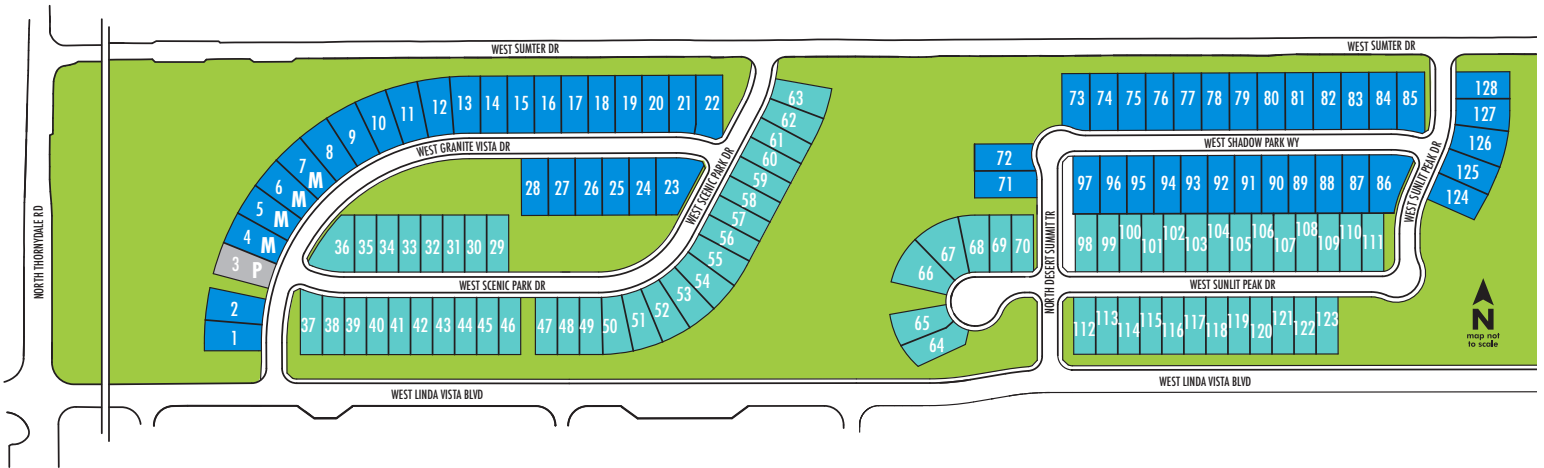 WEST SUMTER DR
WEST SUMTER DR
63
62
61
60
59
58
57
56
55
54
53
52
51
50
49
48
47
13 14 15 16 17 18 19 20 21 22
12
11
10
9
8
7 M
6 M
5 M
4 M
3 P
2
1
WEST GRANITE VISTA DR
28 27 26 25 24 23
WEST SCENIC PARK DR
36 35 34 33 32 31 30 29
WEST SCENIC PARK DR
37 38 39 40 41 42 43 44 45 46
NORTH THORNYDALE RD
WEST LINDA VISTA BLVD
73 74 75 76 77 78 79 80 81 82 83 84 85
128
127
126
125
124
WEST SHADOW PARK WY
WEST SUNLIT PEAK DR
72
71
97 96 95 94 93 92 91 90 89 88 87 86
98 99 100 101 102 103 104 105 106 107 108 109 110 111
NORTH DESERT SUMMIT TR
66 67 68 69 70
65
64
WEST SUNLIT PEAK DR
112 113 114 115 116 117 118 119 120 121 122 123
WEST LINDA VISTA BLVD
N
map not
to scale